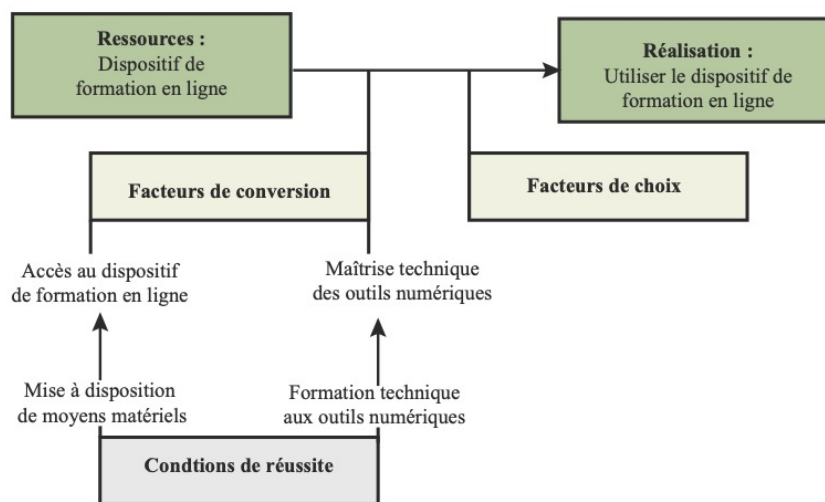 Ressources :
Dispositif de
formation en ligne
Réalisation :
Utiliser le dispositif de
formation en ligne
Facteurs de conversion
Facteurs de choix
Accès au dispositif
de formation en ligne
Maîtrise technique
des outils numériques
Mise à disposition
de moyens matériels
Formation technique
aux outils numériques
Condtions de réussite